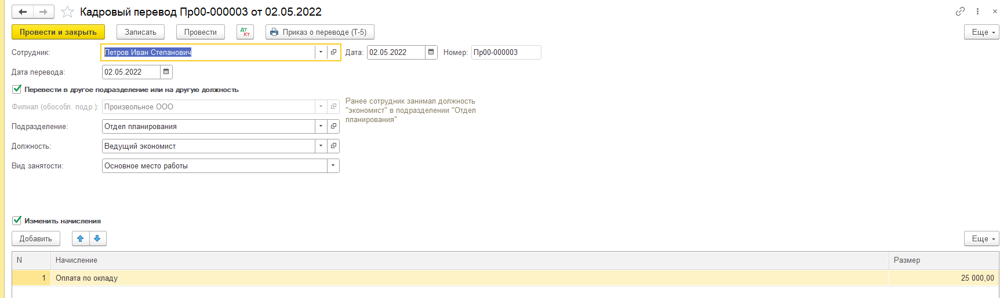 Кадровый перевод Пр00-000003 от 02.05.2022
Провести и закрыть Записать Провести Дт Кт Приказ о переводе (Т-5) Еще
Сотрудник: Петров Иван Степанович Дата: 02.05.2022 Номер: Пр00-000003
Дата перевода: 02.05.2022
Перевести в другое подразделение или на другую должность
Филиал (обособл. подр.): Произвольное ООО
Ранее сотрудник занимал должность
"экономист" в подразделении "Отдел
планирования"
Подразделение: Отдел планирования
Должность: Ведущий экономист
Вид занятости: Основное место работы
Изменить начисления
Добавить Еще
N Начисление Размер
1 Оплата по окладу 25 000,00